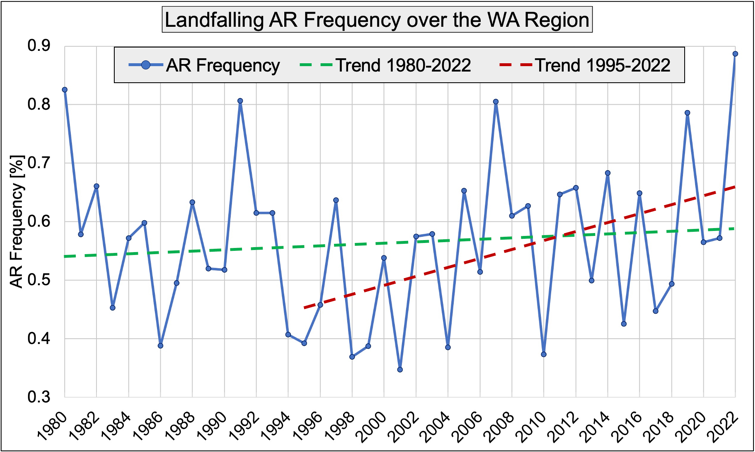 Landfalling AR Frequency over the WA Region
AR Frequency Trend 1980-2022 Trend 1995-2022
AR Frequency [%]
0.9
0.8
0.7
0.6
0.5
0.4
0.3
1980 1982 1984 1986 1988 1990 1992 1994 1996 1998 2000 2002 2004 2006 2008 2010 2012 2014 2016 2018 2020 2022